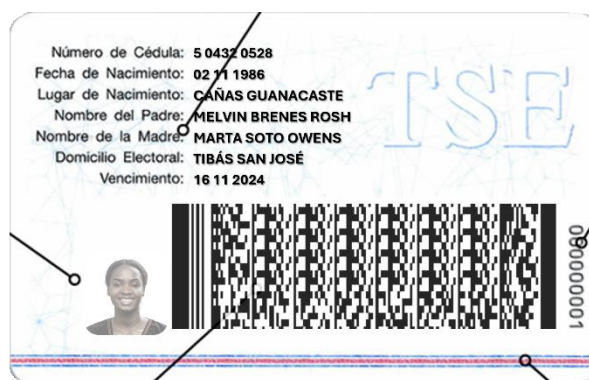 Número de Cédula: 5 0432 0528
Fecha de Nacimiento: 02 11 1986
Lugar de Nacimiento: CAÑAS GUANACASTE
Nombre del Padre: MELVIN BRENES ROSH
Nombre de la Madre: MARTA SOTO OWENS
Domicilio Electoral: TIBÁS SAN JOSÉ
Vencimiento: 16 11 2024
TSE
000000001